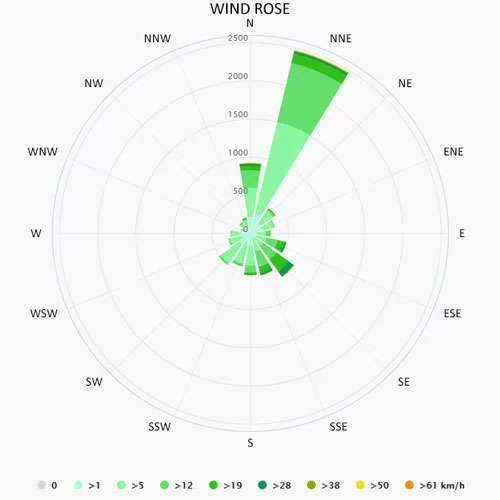 WIND ROSE
N
NNW
NNE
2500
NW
NE
2000
1500
WNW
ENE
1000
500
0
W
E
WSW
ESE
SW
SE
SSW
SSE
S
0 >1 >5 >12 >19 >28 >38 >50 >61 km/h